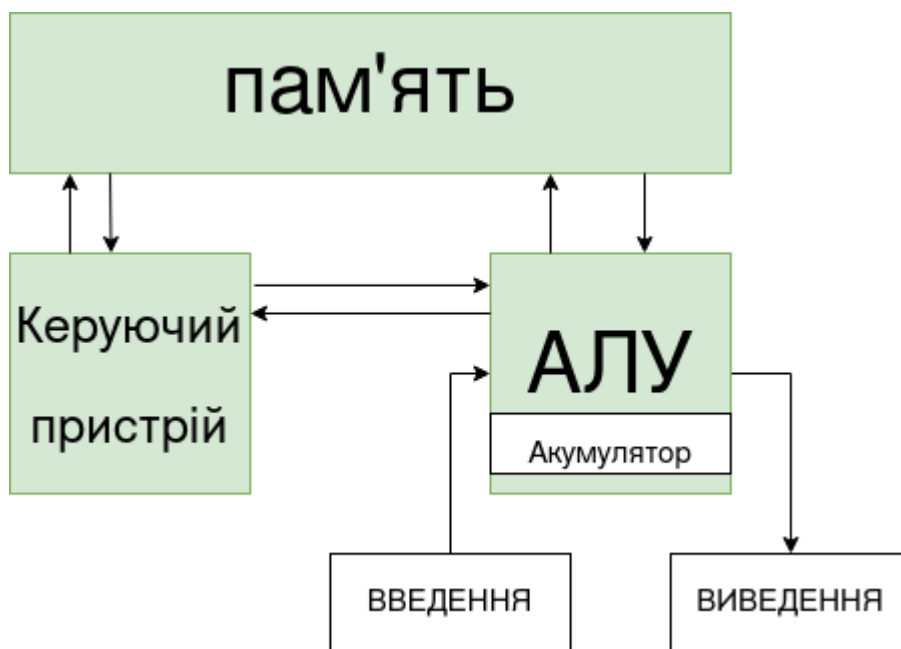 пам'ять
Керуючий
пристрій
АЛУ
Акумулятор
ВВЕДЕННЯ
ВИВЕДЕННЯ